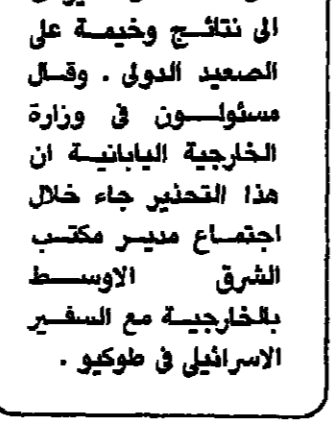 الى نتائج وخيمة على
الصعيد الدولى . وقال
مسئولون فى وزارة
الخارجية اليابانية ان
هذا التحذير جاء خلال
اجتماع مدير مكتب
الشرق الاوسط
بالخارجية مع السفير
الاسرائيلى فى طوكيو .